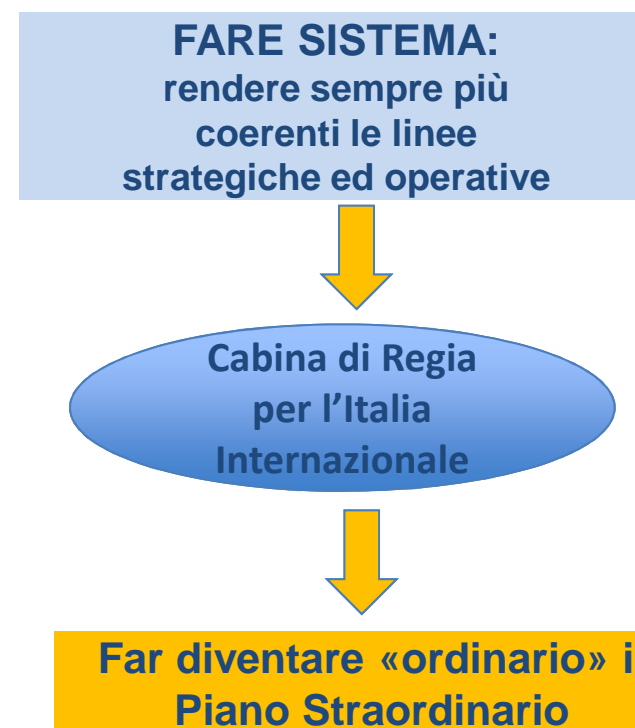 FARE SISTEMA:
rendere sempre più
coerenti le linee
strategiche ed operative
Cabina di Regia
per l’Italia
Internazionale
Far diventare «ordinario» i
Piano Straordinario